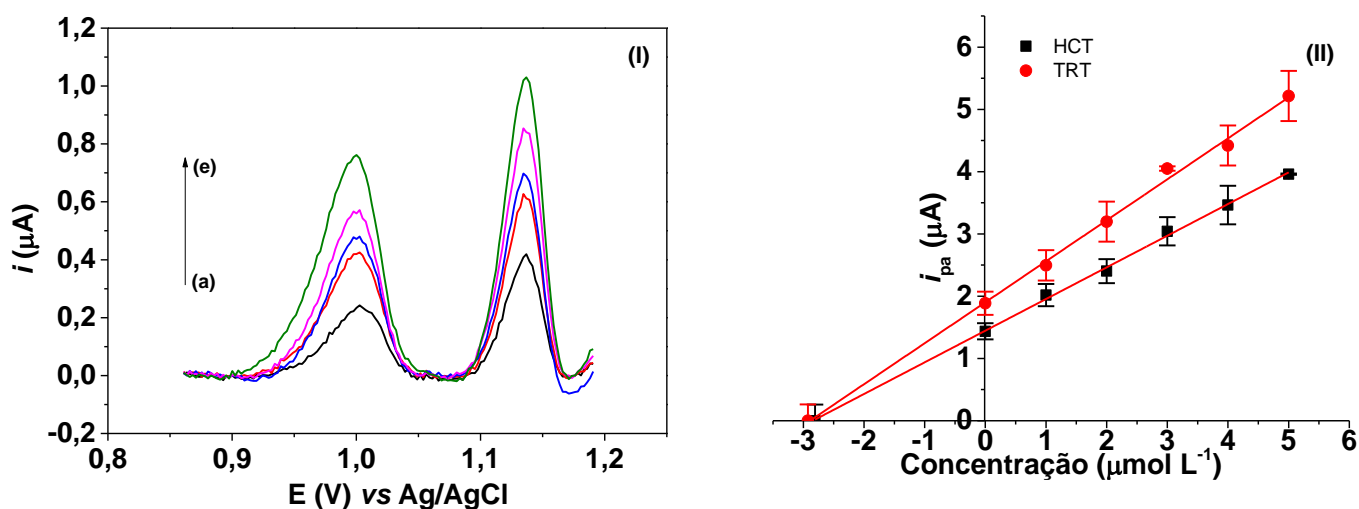 1,2
1,0
0,8
0,6
0,4
0,2
0,0
-0,2
i (μA)
(I)
(e)
(a)
0,8 0,9 1,0 1,1 1,2
E (V) vs Ag/AgCl
6
5
4
3
2
1
0
i pa (μA)
HCT
TRT
(II)
-3 -2 -1 0 1 2 3 4 5 6
Concentração (μmol L⁻¹)